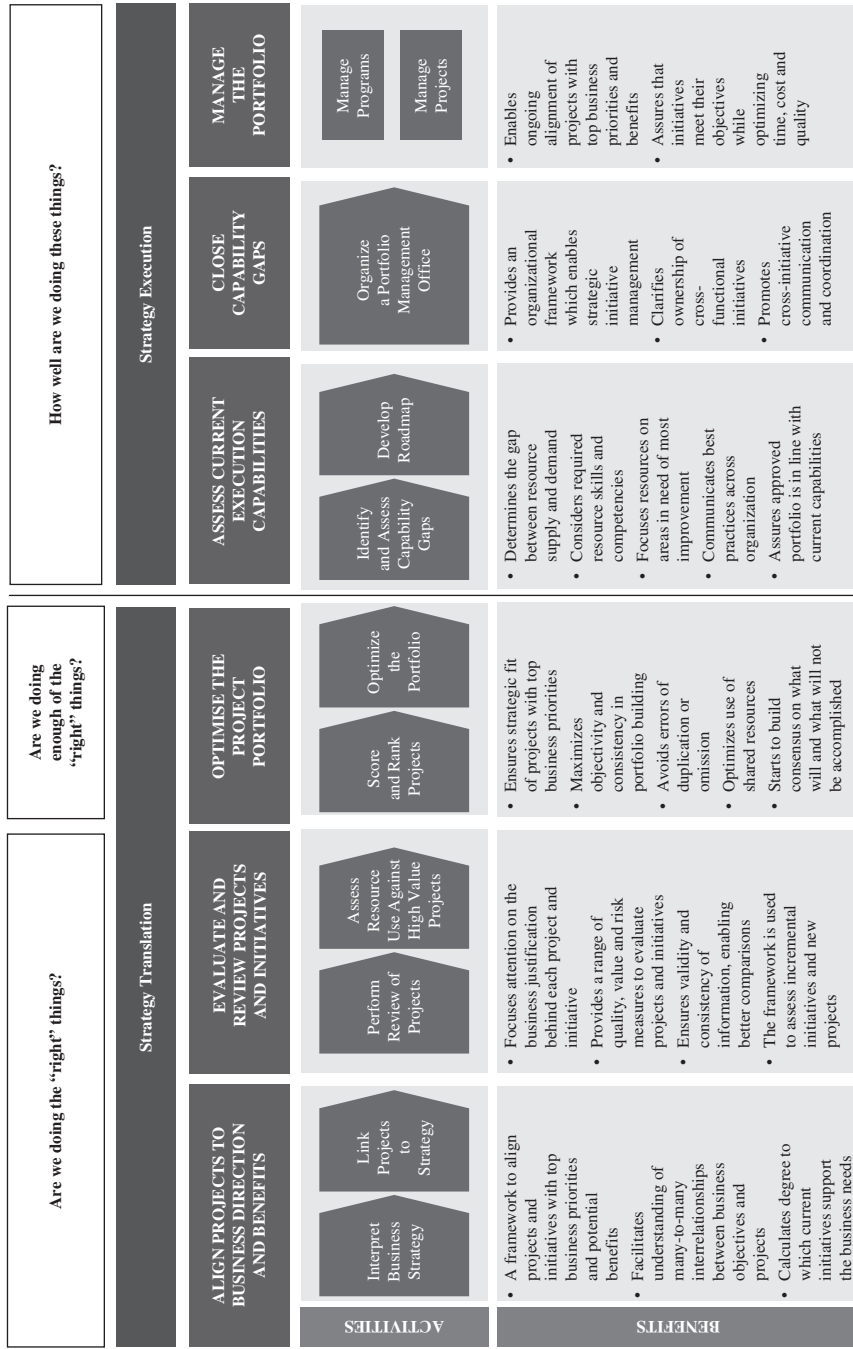 Are we doing the “right” things?
Are we doing
enough of the
“right” things?
How well are we doing these things?
Strategy Translation
Strategy Execution
ALIGN PROJECTS TO
BUSINESS DIRECTION
AND BENEFITS
EVALUATE AND
REVIEW PROJECTS
AND INITIATIVES
OPTIMISE THE
PROJECT
PORTFOLIO
ASSESS CURRENT
EXECUTION
CAPABILITIES
CLOSE
CAPABILITY
GAPS
MANAGE
THE
PORTFOLIO
ACTIVITIES
Interpret
Business
Strategy
Link
Projects
to
Strategy
Perform
Review of
Projects
Assess
Resource
Use Against
High Value
Projects
Score
and Rank
Projects
Optimize
the
Portfolio
Identify
and Assess
Capability
Gaps
Develop
Roadmap
Organize
a Portfolio
Management
Office
Manage
Programs
Manage
Projects
BENEFITS
• A framework to align
projects and
initiatives with top
business priorities
and potential
benefits
• Facilitates
understanding of
many-to-many
interrelationships
between business
objectives and
projects
• Calculates degree to
which current
initiatives support
the business needs
• Focuses attention on the
business justification
behind each project and
initiative
• Provides a range of
quality, value and risk
measures to evaluate
projects and initiatives
• Ensures validity and
consistency of
information, enabling
better comparisons
• The framework is used
to assess incremental
initiatives and new
projects
• Ensures strategic fit
of projects with top
business priorities
• Maximizes
objectivity and
consistency in
portfolio building
• Avoids errors of
duplication or
omission
• Optimizes use of
shared resources
• Starts to build
consensus on what
will and what will not
be accomplished
• Determines the gap
between resource
supply and demand
• Considers required
resource skills and
competencies
• Focuses resources on
areas in need of most
improvement
• Communicates best
practices across
organization
• Assures approved
portfolio is in line with
current capabilities
• Provides an
organizational
framework
which enables
strategic
initiative
management
• Clarifies
ownership of
cross-
functional
initiatives
• Promotes
cross-initiative
communication
and coordination
• Enables
ongoing
alignment of
projects with
top business
priorities and
benefits
• Assures that
initiatives
meet their
objectives
while
optimizing
time, cost and
quality